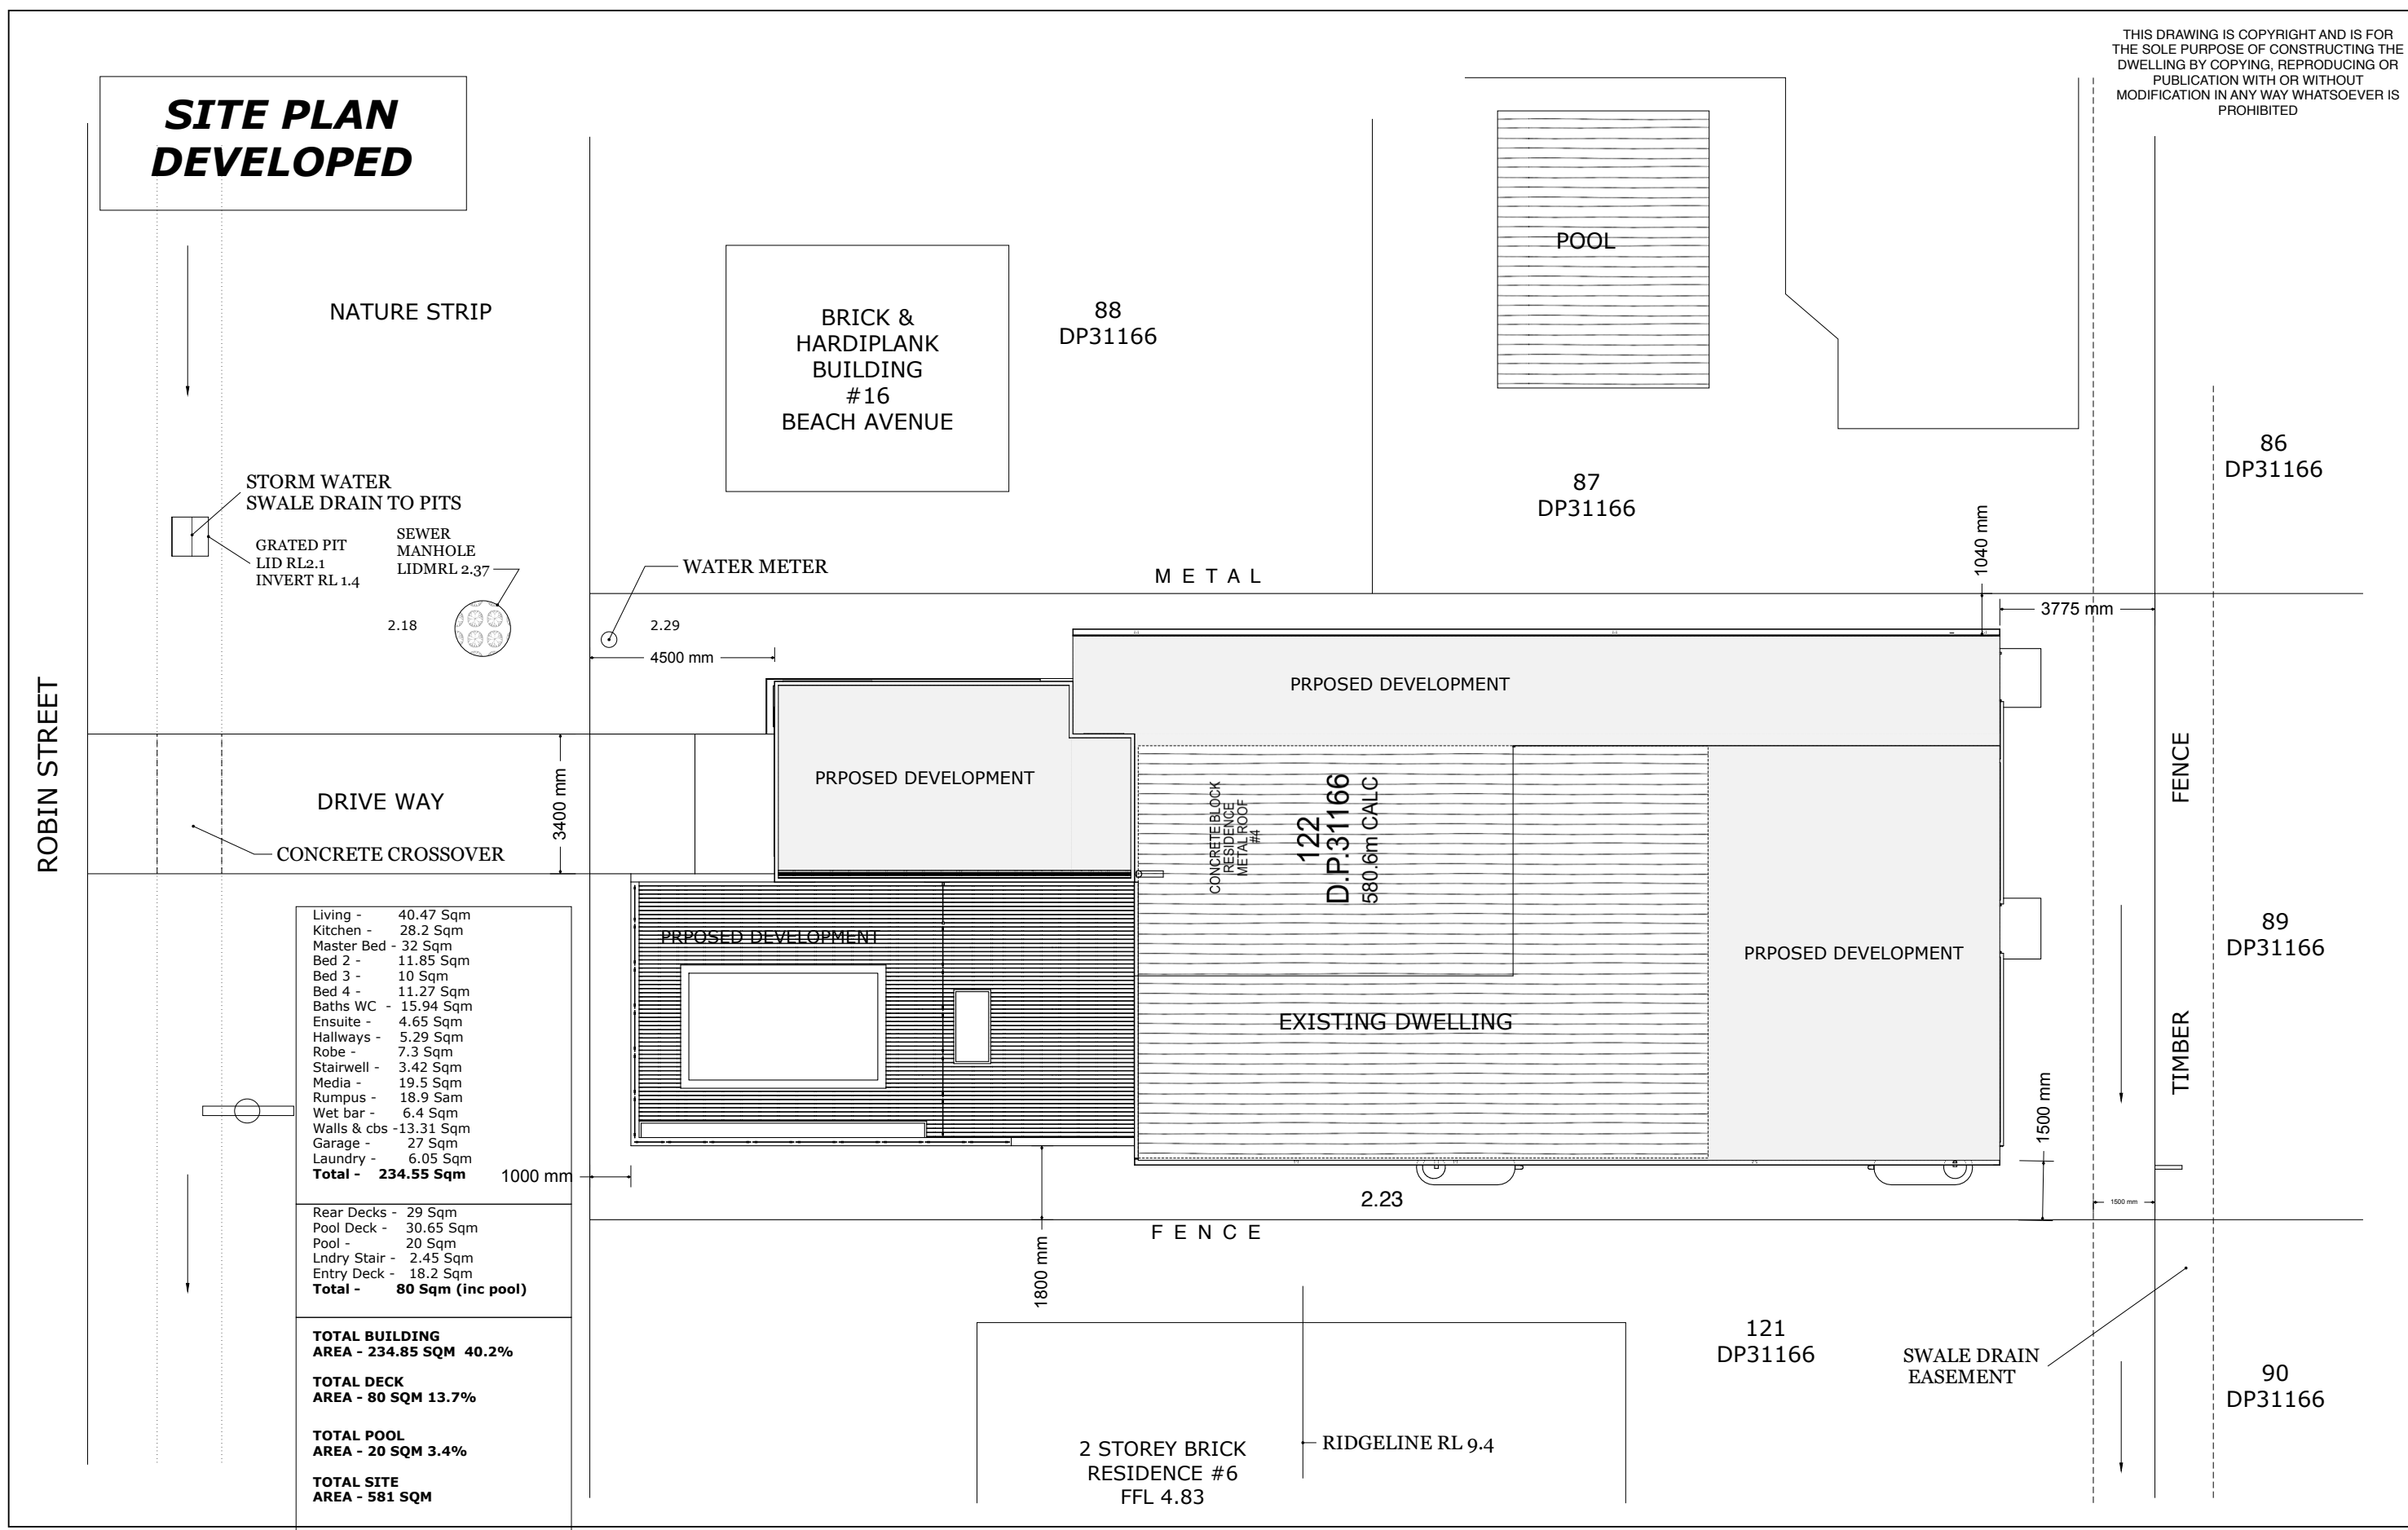 THIS DRAWING IS COPYRIGHT AND IS FOR
THE SOLE PURPOSE OF CONSTRUCTING THE
DWELLING BY COPYING, REPRODUCING OR
PUBLICATION WITH OR WITHOUT
MODIFICATION IN ANY WAY WHATSOEVER IS
PROHIBITED
SITE PLAN
DEVELOPED
POOL
NATURE STRIP
BRICK &
HARDIPLANK
BUILDING
#16
BEACH AVENUE
88
DP31166
86
DP31166
87
DP31166
STORM WATER
SWALE DRAIN TO PITS
GRATED PIT
LID RL2.1
INVERT RL 1.4
SEWER
MANHOLE
LIDMRL 2.37
WATER METER
METAL
1040 mm
3775 mm
2.18
2.29
4500 mm
PRPOSED DEVELOPMENT
ROBIN STREET
PRPOSED DEVELOPMENT
DRIVE WAY
3400 mm
CONCRETE CROSSOVER
CONCRETE BLOCK
RESIDENCE
METAL ROOF
#4
122
D.P.31166
580.6m CALC
FENCE
TIMBER
89
DP31166
PRPOSED DEVELOPMENT
PRPOSED DEVELOPMENT
EXISTING DWELLING
Living - 40.47 Sqm
Kitchen - 28.2 Sqm
Master Bed - 32 Sqm
Bed 2 - 11.85 Sqm
Bed 3 - 10 Sqm
Bed 4 - 11.27 Sqm
Baths WC - 15.94 Sqm
Ensuite - 4.65 Sqm
Hallways - 5.29 Sqm
Robe - 7.3 Sqm
Stairwell - 3.42 Sqm
Media - 19.5 Sqm
Rumpus - 18.9 Sam
Wet bar - 6.4 Sqm
Walls & cbs -13.31 Sqm
Garage - 27 Sqm
Laundry - 6.05 Sqm
Total - 234.55 Sqm
1000 mm
1500 mm
1500 mm
2.23
FENCE
1800 mm
Rear Decks - 29 Sqm
Pool Deck - 30.65 Sqm
Pool - 20 Sqm
Lndry Stair - 2.45 Sqm
Entry Deck - 18.2 Sqm
Total - 80 Sqm (inc pool)
TOTAL BUILDING
AREA - 234.85 SQM 40.2%
TOTAL DECK
AREA - 80 SQM 13.7%
TOTAL POOL
AREA - 20 SQM 3.4%
TOTAL SITE
AREA - 581 SQM
121
DP31166
SWALE DRAIN
EASEMENT
90
DP31166
2 STOREY BRICK
RESIDENCE #6
FFL 4.83
RIDGELINE RL 9.4